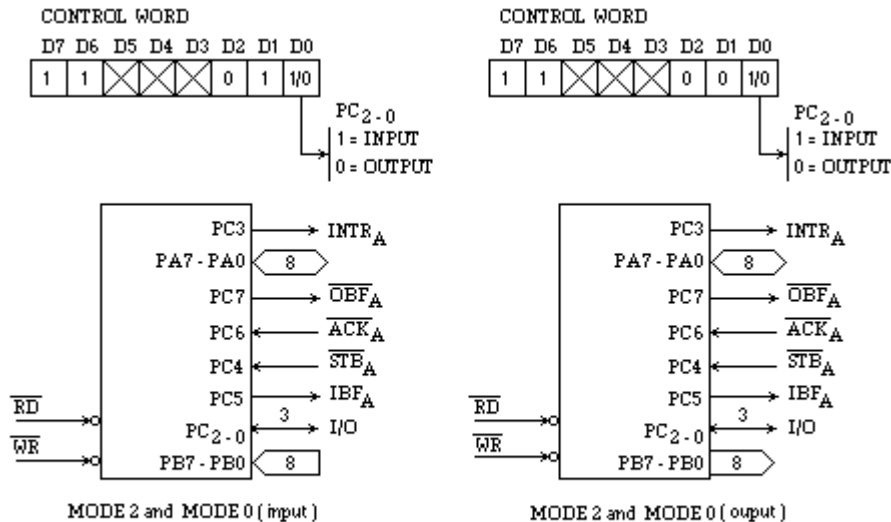 CONTROL WORD
D7 D6 D5 D4 D3 D2 D1 D0
1 1 0 1 1/0
PC2-0
1 = INPUT
0 = OUTPUT
PC3 INTRA
PA7 - PA0 8
PC7 OBFA
PC6 ACKA
PC4 STBA
PC5 IBFA
RD
PC2-0 3 I/O
WR
PB7 - PB0 8
MODE 2 and MODE 0 ( input )
CONTROL WORD
D7 D6 D5 D4 D3 D2 D1 D0
1 1 0 0 1/0
PC2-0
1 = INPUT
0 = OUTPUT
PC3 INTRA
PA7 - PA0 8
PC7 OBFA
PC6 ACKA
PC4 STBA
PC5 IBFA
RD
PC2-0 3 I/O
WR
PB7 - PB0 8
MODE 2 and MODE 0 ( ouput )